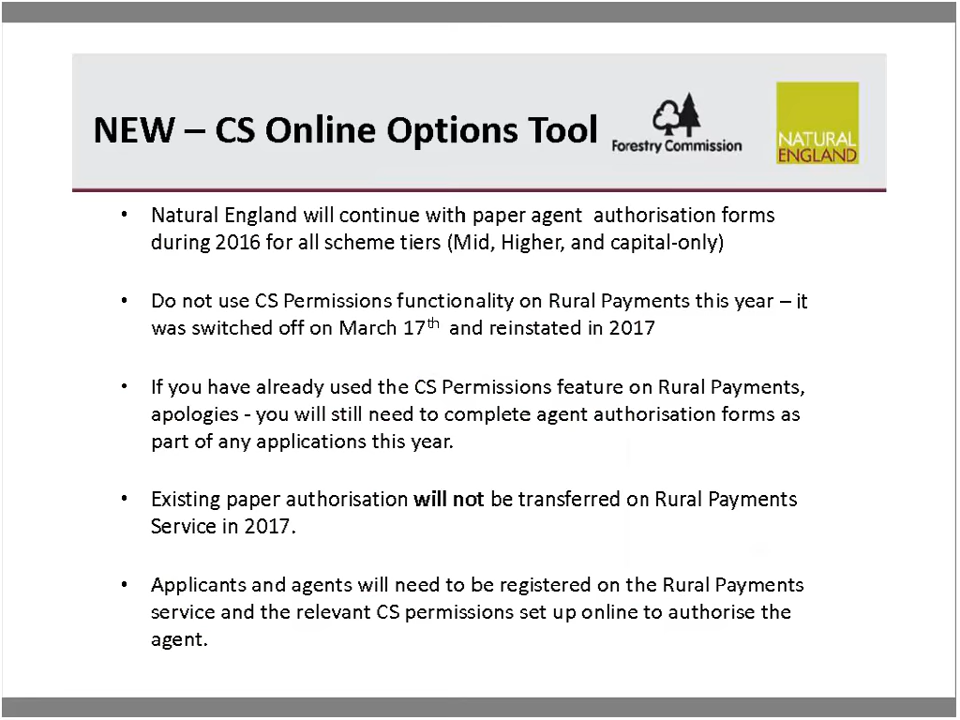 NEW – CS Online Options Tool
Forestry Commission
NATURAL
ENGLAND
• Natural England will continue with paper agent authorisation forms
during 2016 for all scheme tiers (Mid, Higher, and capital-only)
• Do not use CS Permissions functionality on Rural Payments this year – it
was switched off on March 17th and reinstated in 2017
• If you have already used the CS Permissions feature on Rural Payments,
apologies - you will still need to complete agent authorisation forms as
part of any applications this year.
• Existing paper authorisation will not be transferred on Rural Payments
Service in 2017.
• Applicants and agents will need to be registered on the Rural Payments
service and the relevant CS permissions set up online to authorise the
agent.